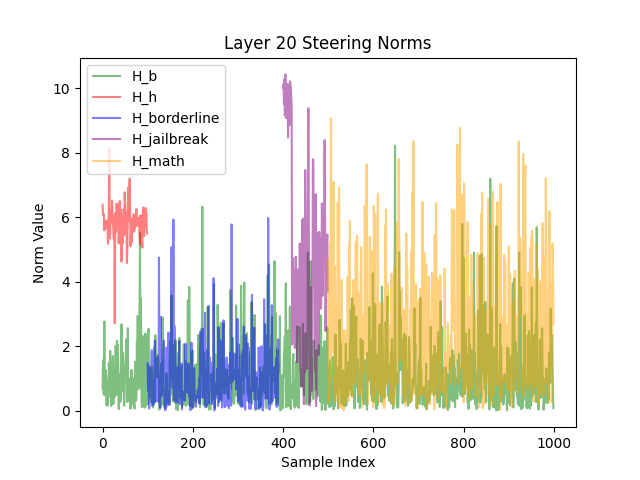 Layer 20 Steering Norms
H_b
H_h
H_borderline
H_jailbreak
H_math
Norm Value
10
8
6
4
2
0
0
200
400
600
800
1000
Sample Index